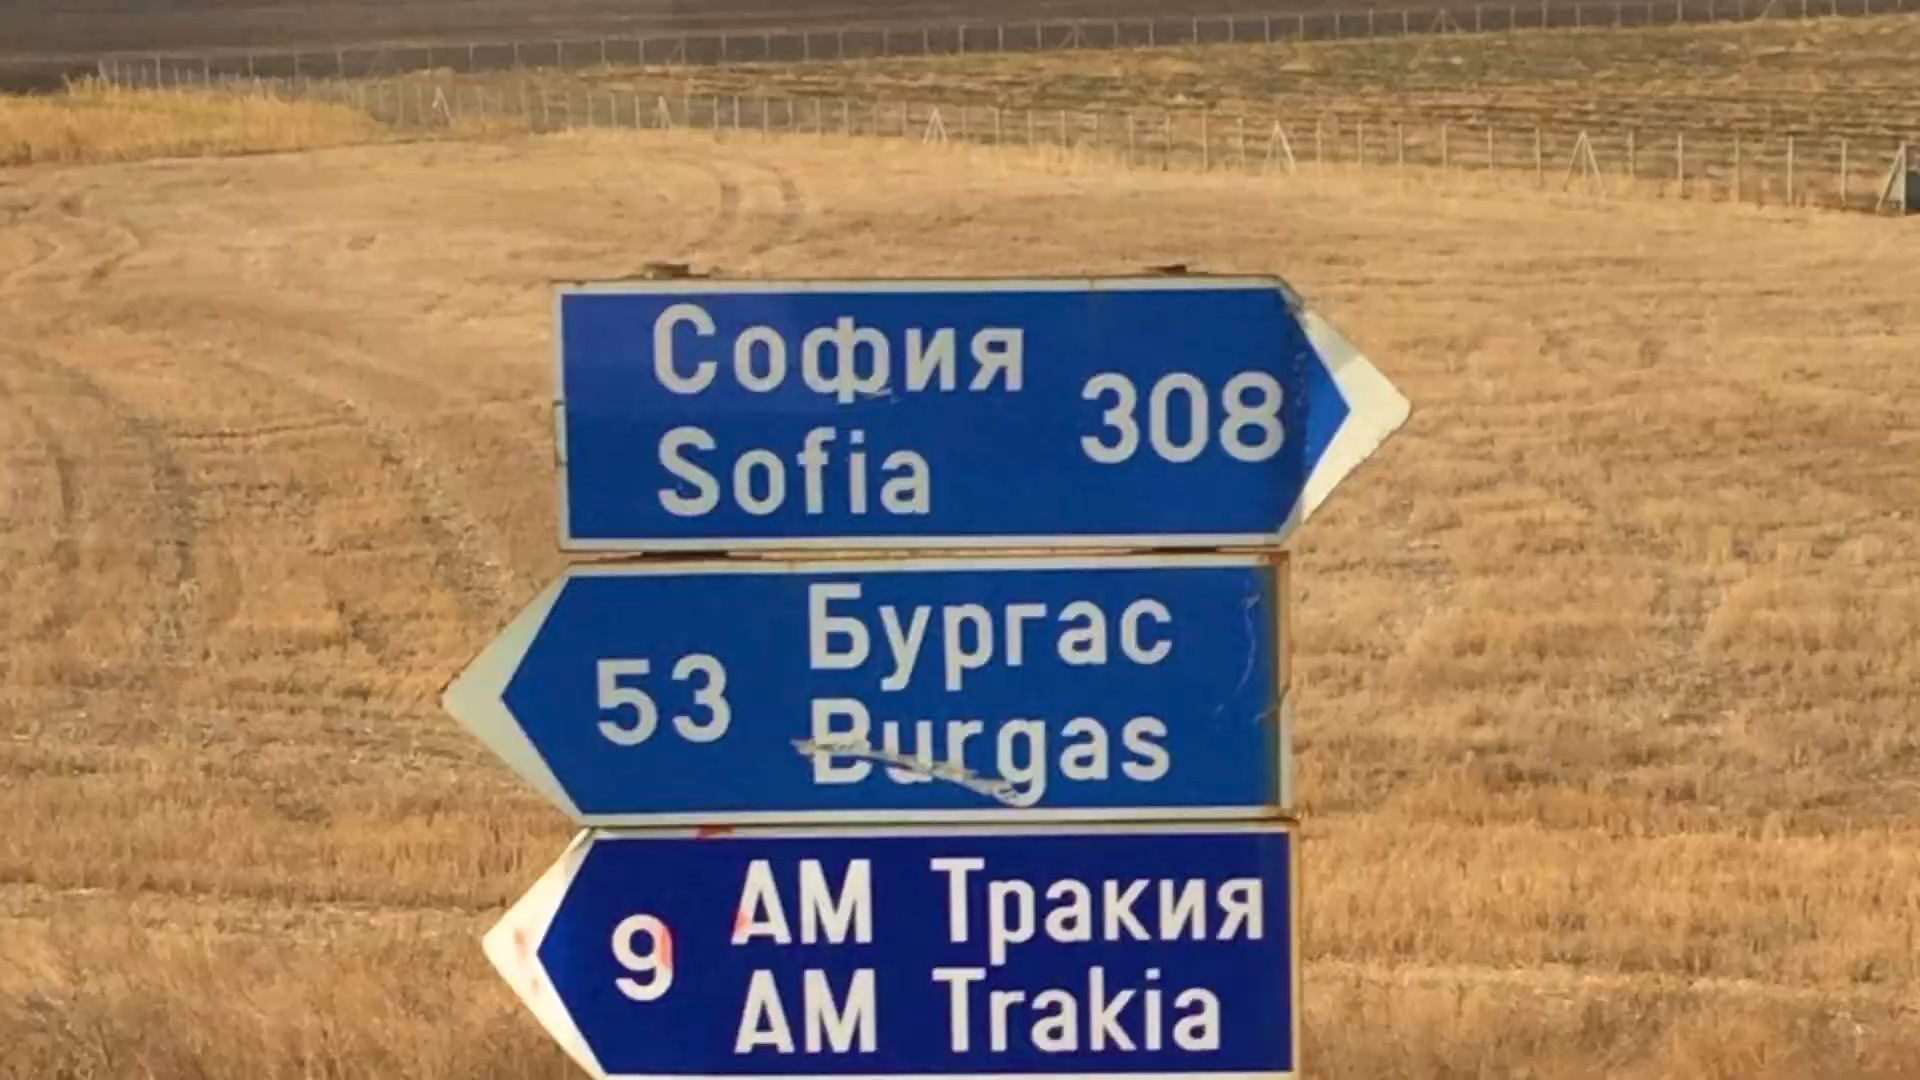 София
Sofia
308
53
Бургас
Burgas
9
АМ Тракия
AM Trakia